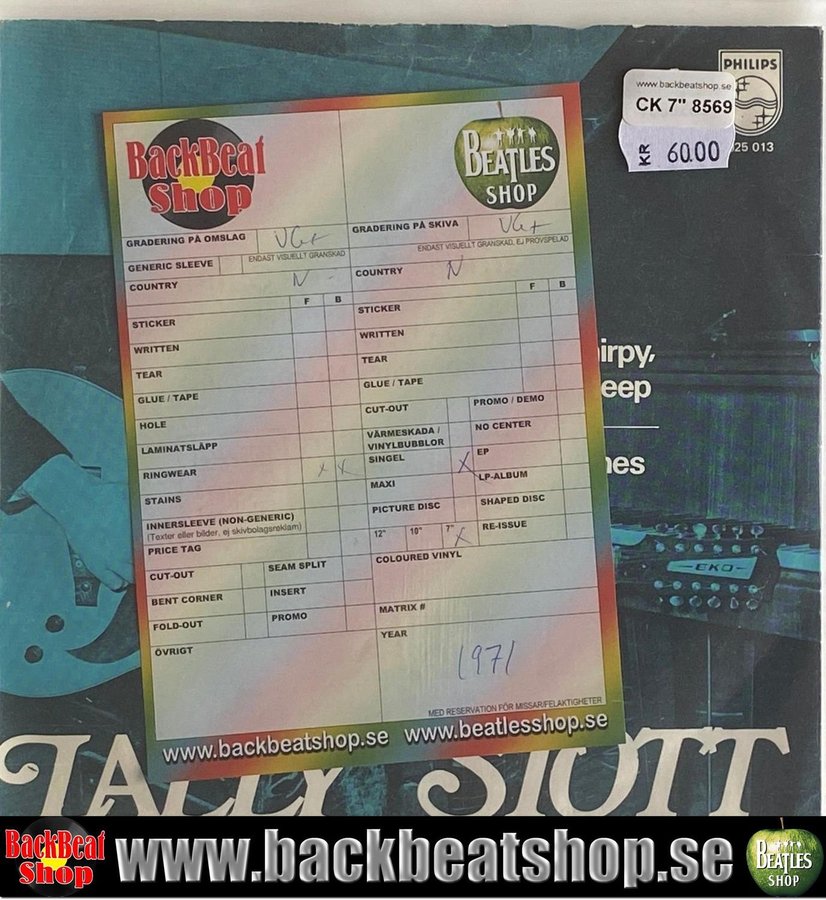 PHILIPS
www.backbeatshop.se
CK 7" 8569
KR 60.00
25 013
BackBeat
Shop
BEATLES
SHOP
GRADERING PÅ OMSLAG VG+
GRADERING PÅ SKIVA VG+
ENDAST VISUELLT GRANSKAD
ENDAST VISUELLT GRANSKAD, EJ PROVSPELAD
GENERIC SLEEVE
COUNTRY N
COUNTRY N
F B
F B
STICKER
STICKER
WRITTEN
WRITTEN
TEAR
TEAR
GLUE / TAPE
GLUE / TAPE
HOLE
CUT-OUT
PROMO / DEMO
LAMINATSLÄPP
VÄRMESKADA /
VINYLBUBBLOR
NO CENTER
RINGWEAR x x
SINGEL X
EP
STAINS
MAXI
LP-ALBUM
INNERSLEEVE (NON-GENERIC)
(Texter eller bilder, ej skivbolagsreklam)
PICTURE DISC
SHAPED DISC
PRICE TAG
12" 10" 7" X
RE-ISSUE
CUT-OUT
SEAM SPLIT
COLOURED VINYL
BENT CORNER
INSERT
FOLD-OUT
PROMO
MATRIX #
ÖVRIGT
YEAR
1971
MED RESERVATION FÖR MISSAR/FELAKTIGHETER
www.backbeatshop.se www.beatlesshop.se
irpy,
eep
nes
EKO
LALLY STOTT
BackBeat
Shop
www.backbeatshop.se
BEATLES
SHOP